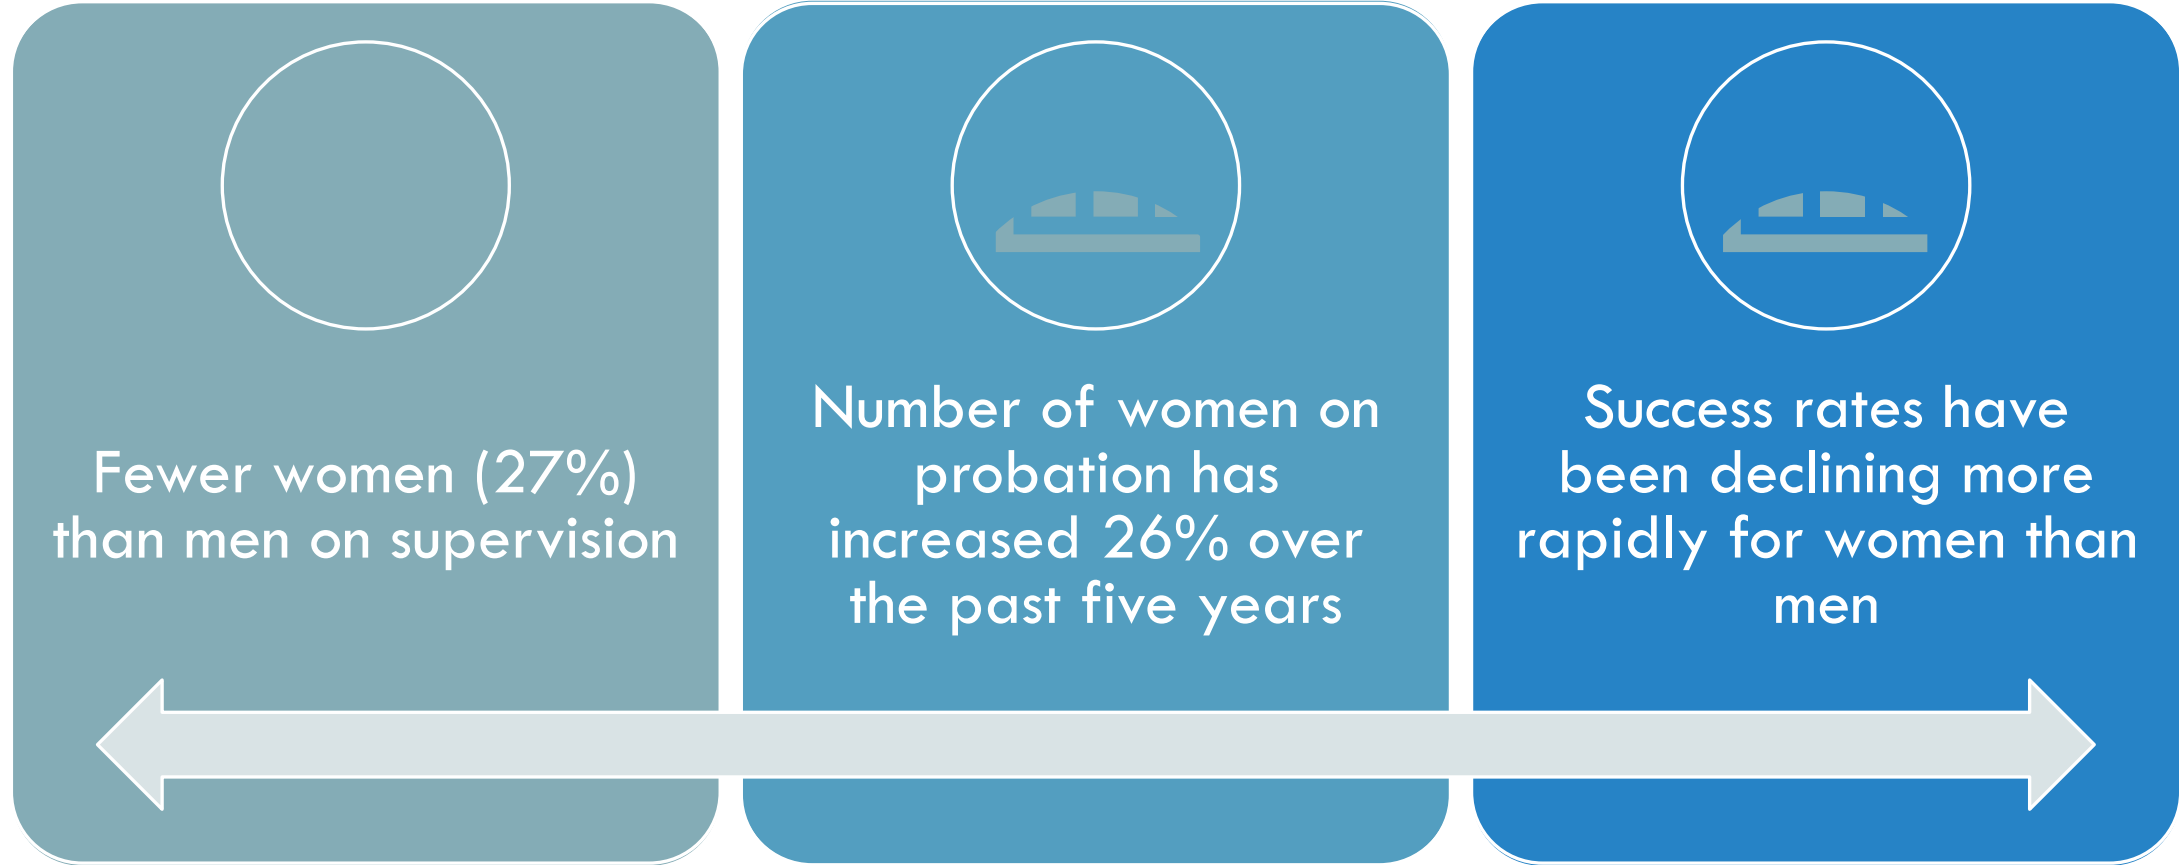 Fewer women (27%)
than men on supervision
Number of women on
probation has
increased 26% over
the past five years
Success rates have
been declining more
rapidly for women than
men